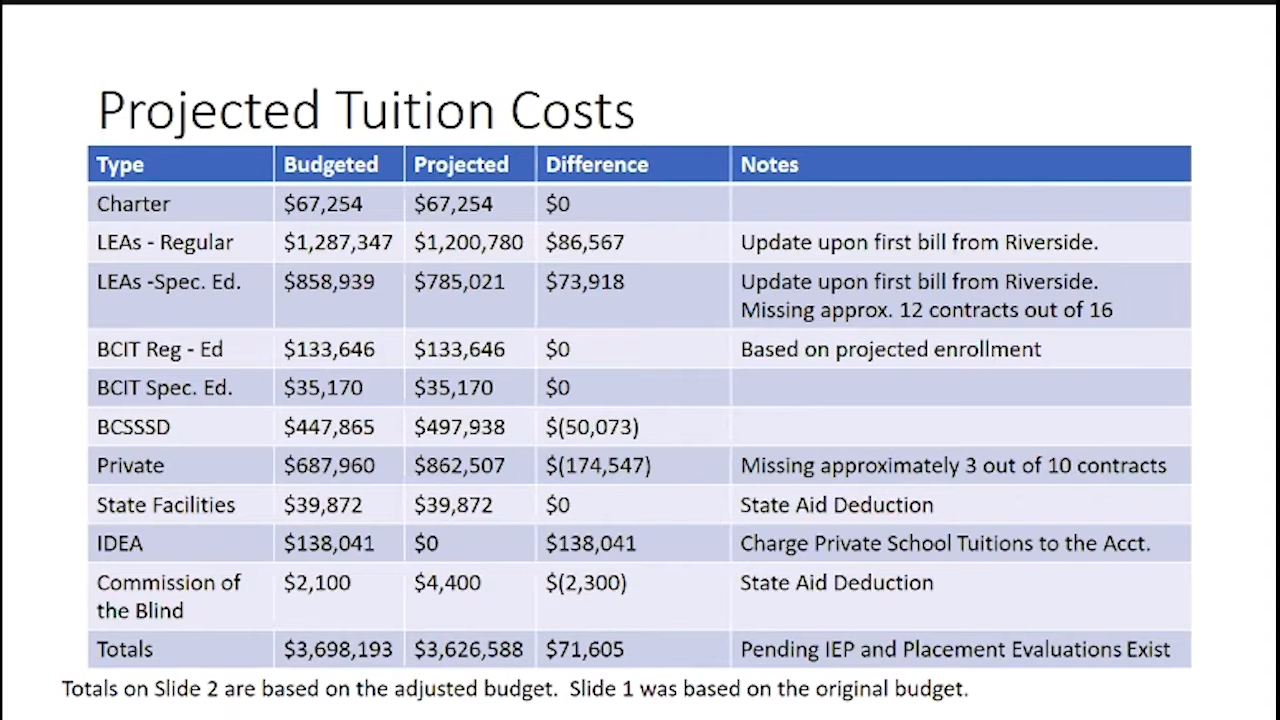 Projected Tuition Costs
Type Budgeted Projected Difference Notes
Charter $67,254 $67,254 $0
LEAs - Regular $1,287,347 $1,200,780 $86,567 Update upon first bill from Riverside.
LEAs -Spec. Ed. $858,939 $785,021 $73,918 Update upon first bill from Riverside.
Missing approx. 12 contracts out of 16
BCIT Reg - Ed $133,646 $133,646 $0 Based on projected enrollment
BCIT Spec. Ed. $35,170 $35,170 $0
BCSSSD $447,865 $497,938 $(50,073)
Private $687,960 $862,507 $(174,547) Missing approximately 3 out of 10 contracts
State Facilities $39,872 $39,872 $0 State Aid Deduction
IDEA $138,041 $0 $138,041 Charge Private School Tuitions to the Acct.
Commission of $2,100 $4,400 $(2,300) State Aid Deduction
the Blind
Totals $3,698,193 $3,626,588 $71,605 Pending IEP and Placement Evaluations Exist
Totals on Slide 2 are based on the adjusted budget. Slide 1 was based on the original budget.